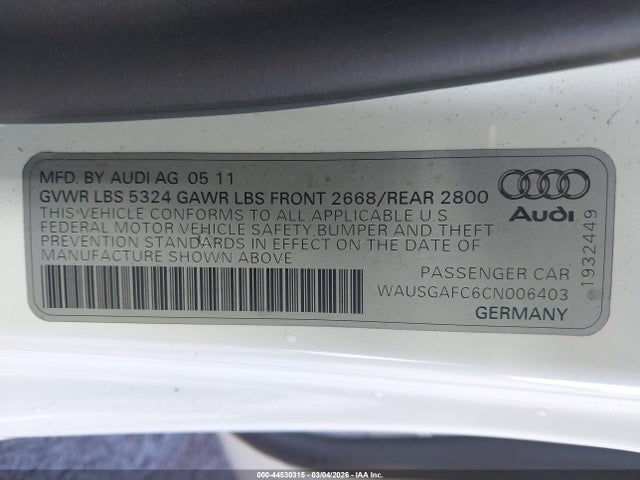 MFD. BY AUDI AG 05 11
GVWR LBS 5324 GAWR LBS FRONT 2668/REAR 2800
THIS VEHICLE CONFORMS TO ALL APPLICABLE U S
FEDERAL MOTOR VEHICLE SAFETY, BUMPER AND THEFT
PREVENTION STANDARDS IN EFFECT ON THE DATE OF
MANUFACTURE SHOWN ABOVE
Audi
1932449
PASSENGER CAR
WAUSGAFC6CN006403
GERMANY
000-44530315 - 03/04/2026 - IAA Corp.